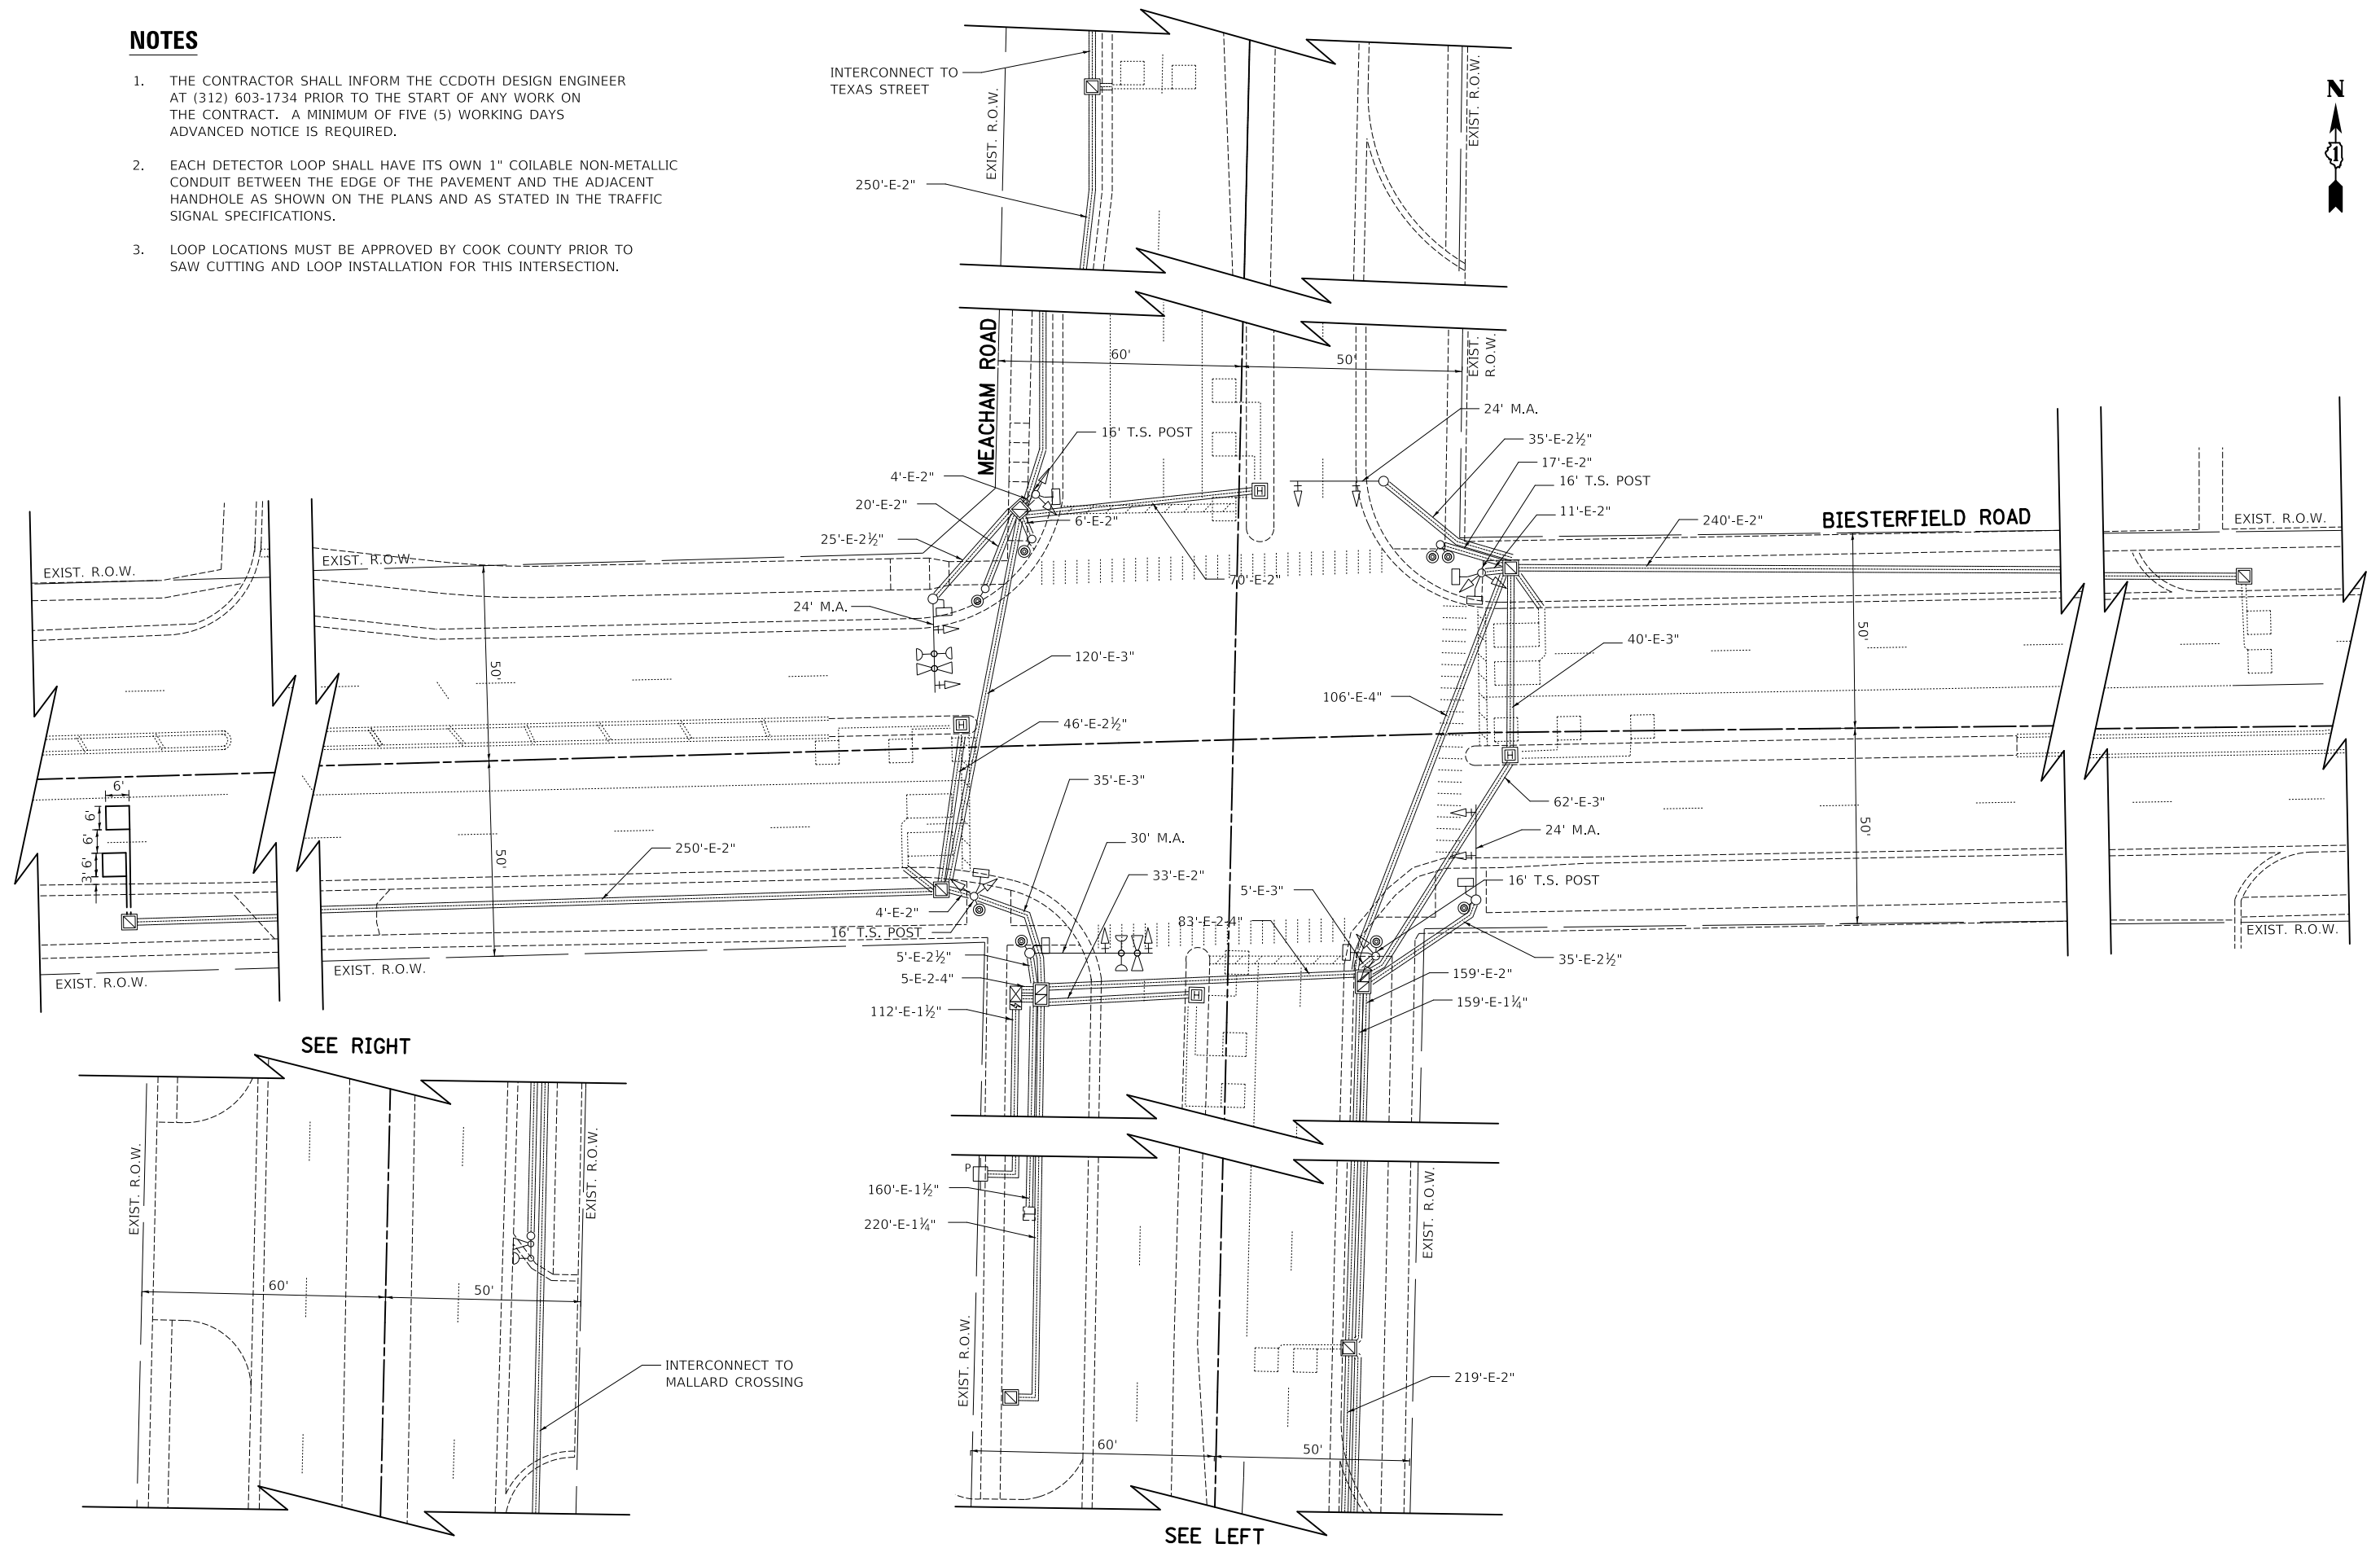 NOTES
1. THE CONTRACTOR SHALL INFORM THE CCDOTH DESIGN ENGINEER
AT (312) 603-1734 PRIOR TO THE START OF ANY WORK ON
THE CONTRACT. A MINIMUM OF FIVE (5) WORKING DAYS
ADVANCED NOTICE IS REQUIRED.
2. EACH DETECTOR LOOP SHALL HAVE ITS OWN 1" COILABLE NON-METALLIC
CONDUIT BETWEEN THE EDGE OF THE PAVEMENT AND THE ADJACENT
HANDHOLE AS SHOWN ON THE PLANS AND AS STATED IN THE TRAFFIC
SIGNAL SPECIFICATIONS.
3. LOOP LOCATIONS MUST BE APPROVED BY COOK COUNTY PRIOR TO
SAW CUTTING AND LOOP INSTALLATION FOR THIS INTERSECTION.
INTERCONNECT TO
TEXAS STREET
EXIST. R.O.W.
EXIST. R.O.W.
N
1
250'-E-2"
MEACHAM ROAD
60'
50'
EXIST.
R.O.W.
24' M.A.
16' T.S. POST
35'-E-2½"
17'-E-2"
4'-E-2"
16' T.S. POST
20'-E-2"
11'-E-2"
6'-E-2"
240'-E-2"
BIESTERFIELD ROAD
EXIST. R.O.W.
25'-E-2½"
EXIST. R.O.W.
EXIST. R.O.W.
70'-E-2"
24' M.A.
50'
50'
40'-E-3"
120'-E-3"
106'-E-4"
46'-E-2½"
35'-E-3"
62'-E-3"
6'
6'
6'
6'
3'
50'
50'
24' M.A.
30' M.A.
250'-E-2"
33'-E-2"
5'-E-3"
16' T.S. POST
4'-E-2"
83'-E-2-4"
16' T.S. POST
EXIST. R.O.W.
5'-E-2½"
35'-E-2½"
EXIST. R.O.W.
5-E-2-4"
159'-E-2"
EXIST. R.O.W.
112'-E-1½"
159'-E-1¼"
SEE RIGHT
EXIST. R.O.W.
EXIST. R.O.W.
P
160'-E-1½"
220'-E-1¼"
EXIST. R.O.W.
60'
50'
INTERCONNECT TO
MALLARD CROSSING
EXIST. R.O.W.
219'-E-2"
60'
50'
SEE LEFT
H
H
H
H